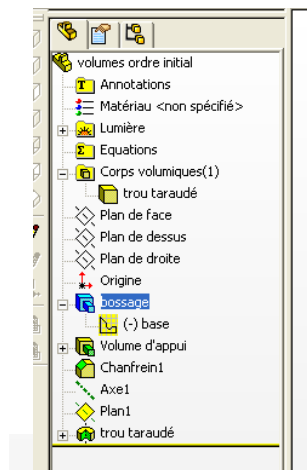 volumes ordre initial
Annotations
Matériau <non spécifié>
Lumière
Equations
Corps volumiques(1)
trou taraudé
Plan de face
Plan de dessus
Plan de droite
Origine
bossage
(-) base
Volume d'appui
Chanfrein1
Axe1
Plan1
trou taraudé